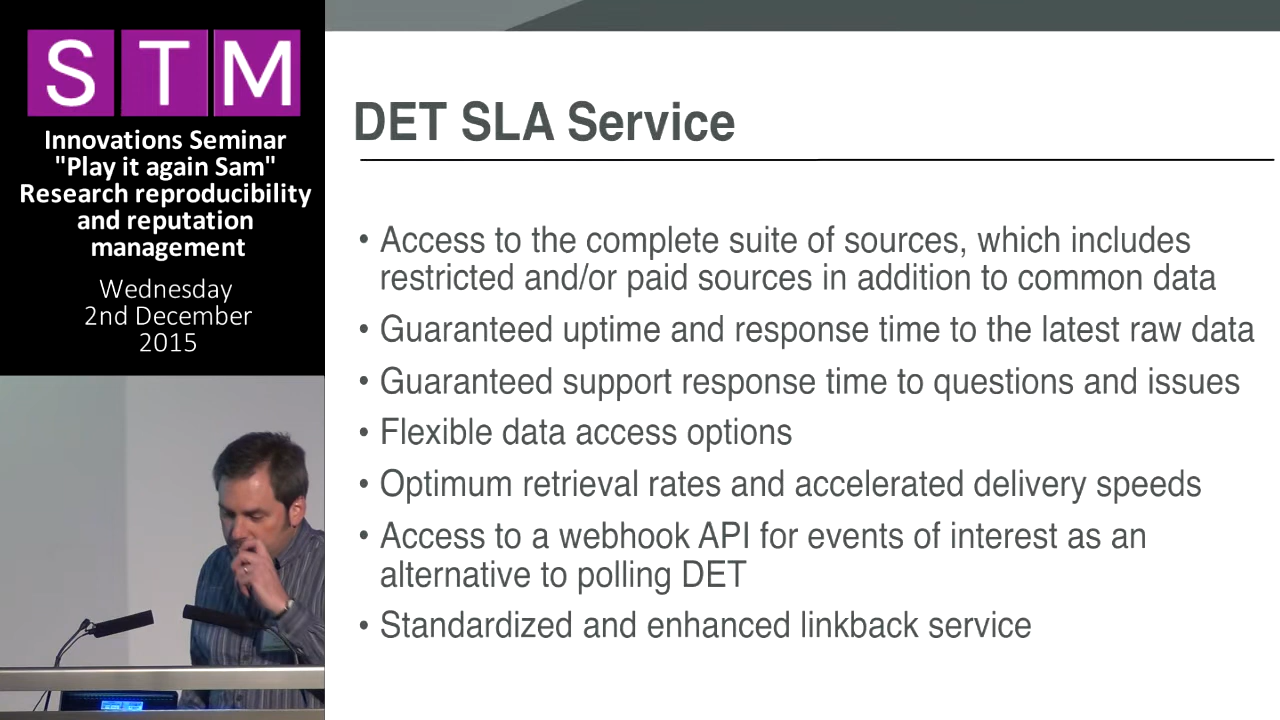 STM
Innovations Seminar
"Play it again Sam"
Research reproducibility
and reputation
management
Wednesday
2nd December
2015
DET SLA Service
• Access to the complete suite of sources, which includes
restricted and/or paid sources in addition to common data
• Guaranteed uptime and response time to the latest raw data
• Guaranteed support response time to questions and issues
• Flexible data access options
• Optimum retrieval rates and accelerated delivery speeds
• Access to a webhook API for events of interest as an
alternative to polling DET
• Standardized and enhanced linkback service